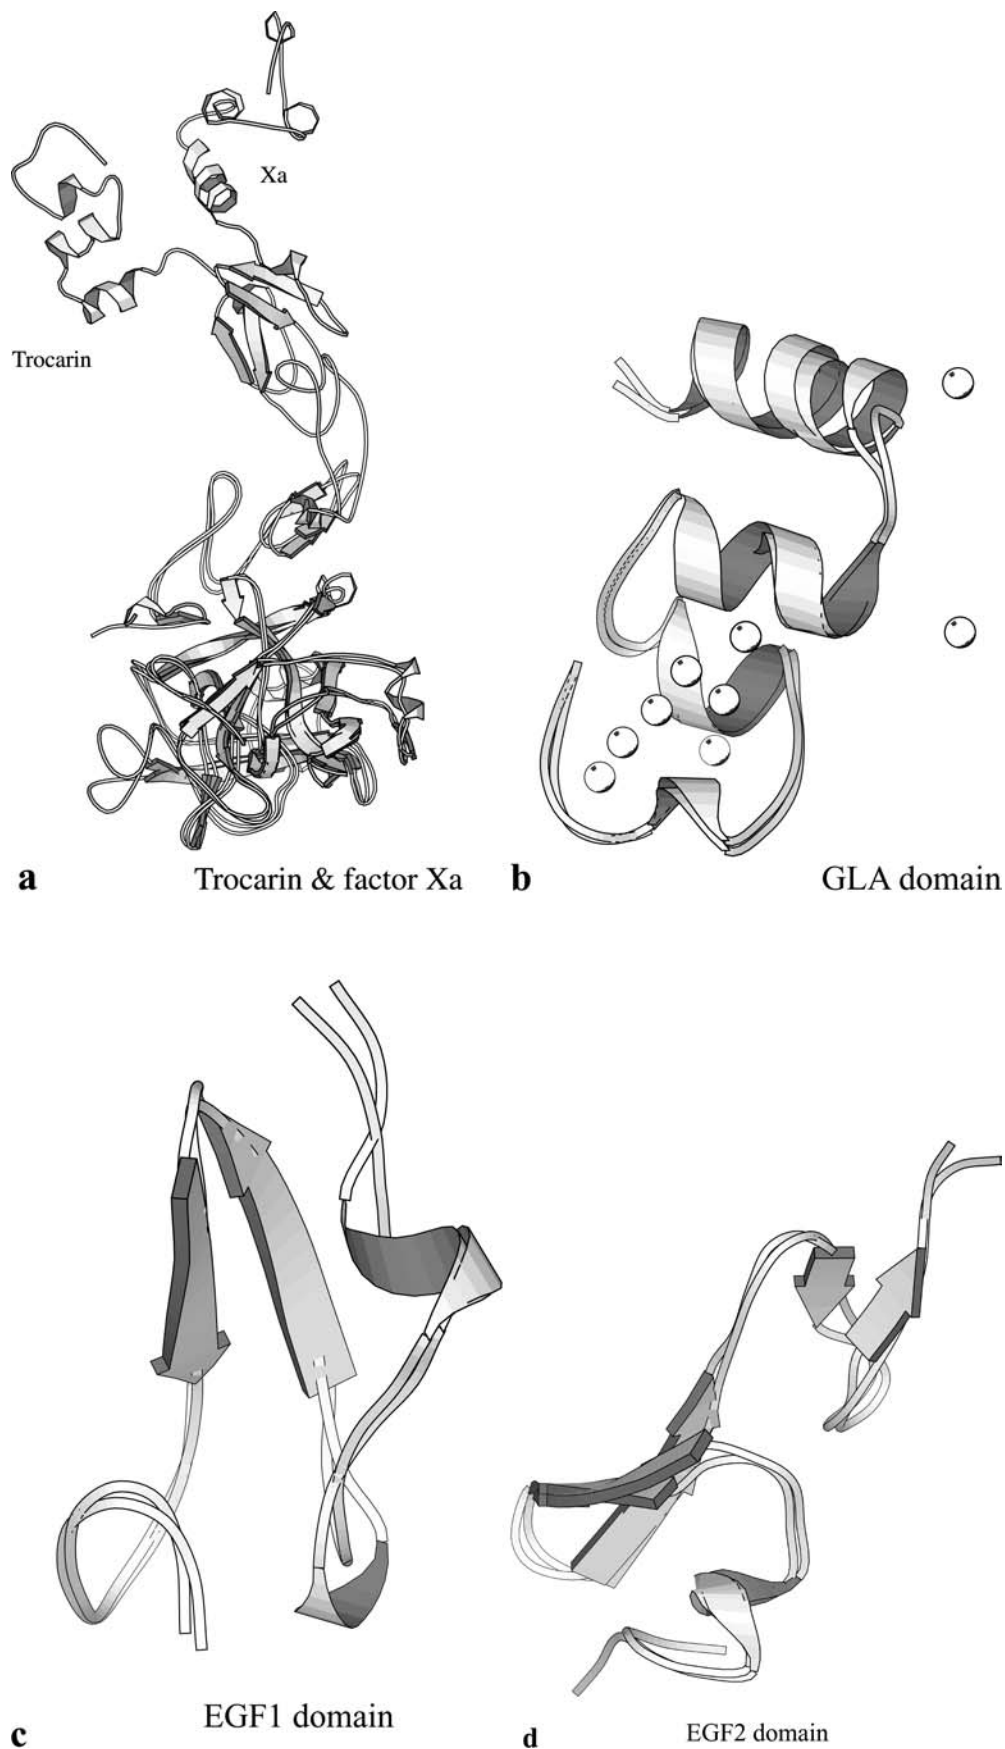 Xa
Trocarin
a Trocarin & factor Xa
b GLA domain
c EGF1 domain
d EGF2 domain